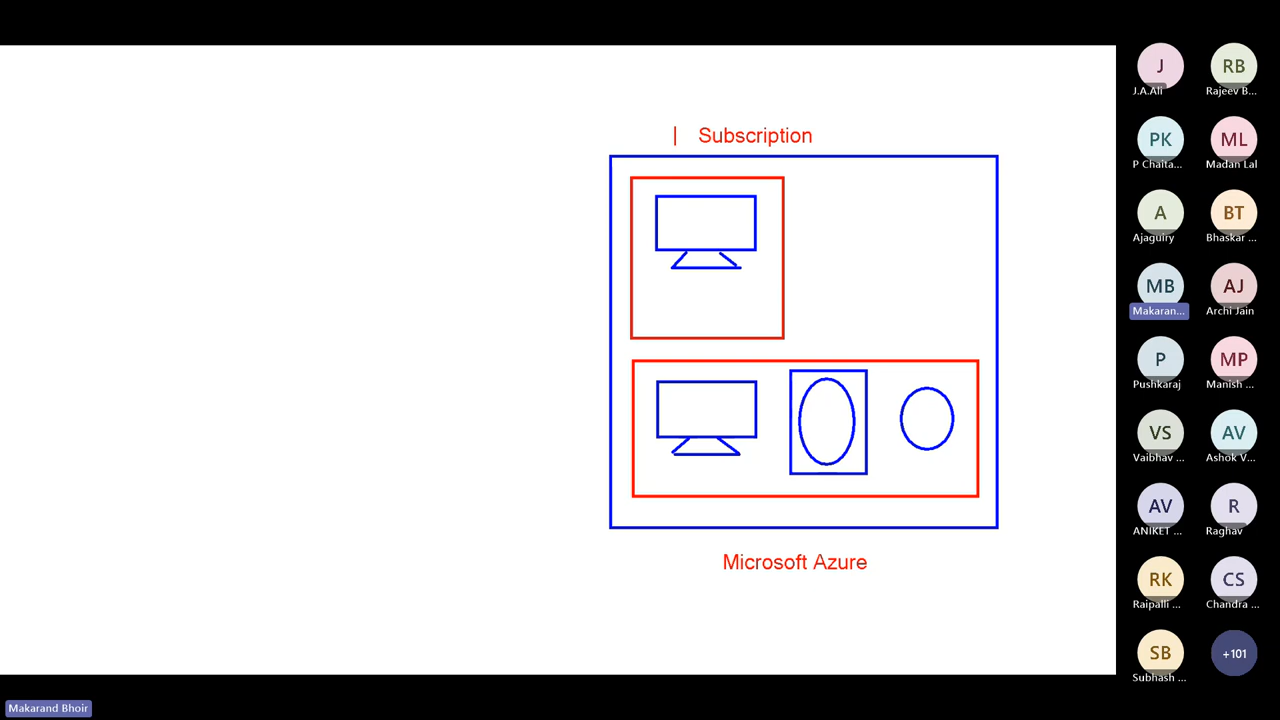 | Subscription
Microsoft Azure
J RB
J.A.Ali Rajeev B...
PK ML
P Chaita... Madan Lal
A BT
Ajaguiry Bhaskar ...
MB AJ
Makaran... Archi Jain
P MP
Pushkaraj Manish ...
VS AV
Vaibhav ... Ashok V...
AV R
ANIKET ... Raghav
RK CS
Raipalli ... Chandra ...
SB +101
Subhash ...
Makarand Bhoir